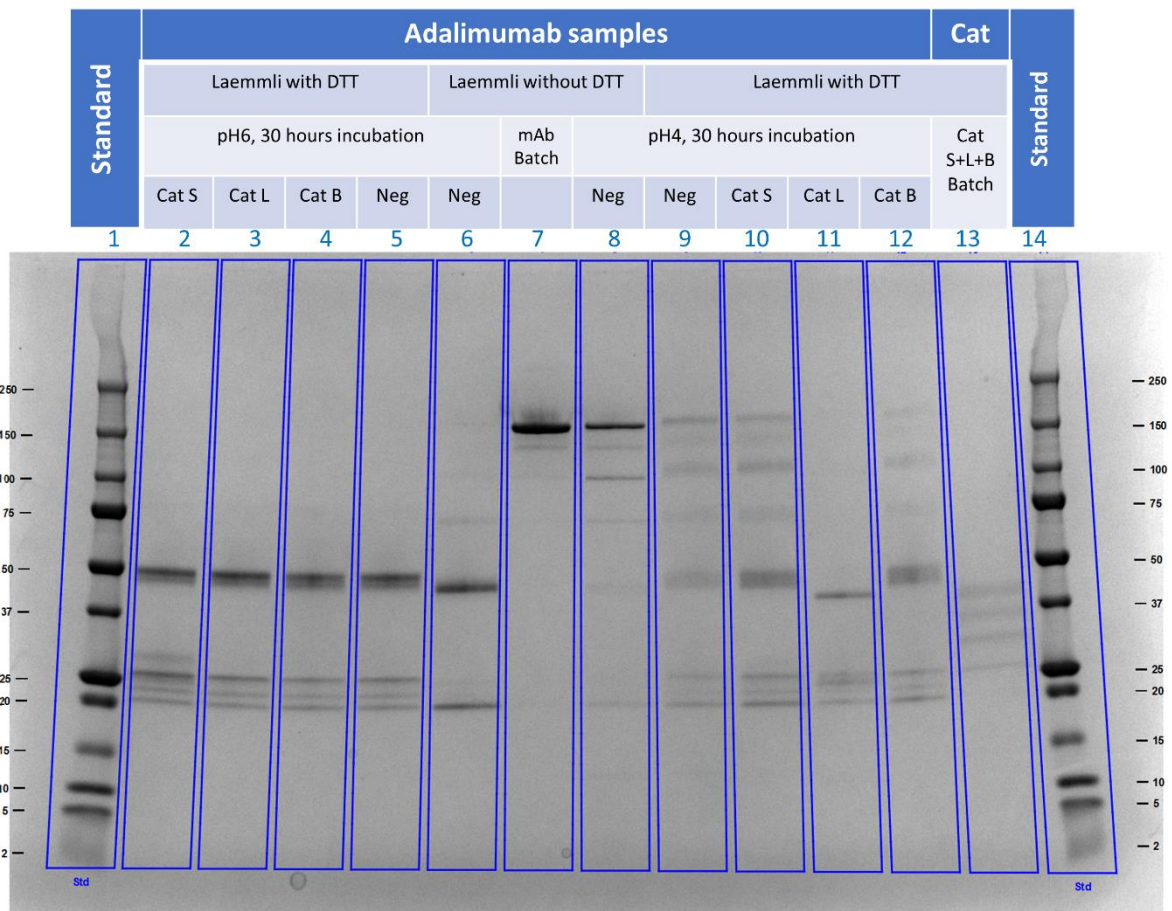 Standard
Adalimumab samples
Cat
Standard
Laemmli with DTT
Laemmli without DTT
Laemmli with DTT
pH6, 30 hours incubation
mAb
Batch
pH4, 30 hours incubation
Cat
S+L+B
Batch
Cat S
Cat L
Cat B
Neg
Neg
Neg
Neg
Cat S
Cat L
Cat B
1 2 3 4 5 6 7 8 9 10 11 12 13 14
250
150
100
75
50
37
25
20
15
10
5
2
250
150
100
75
50
37
25
20
15
10
5
2
Std
Std